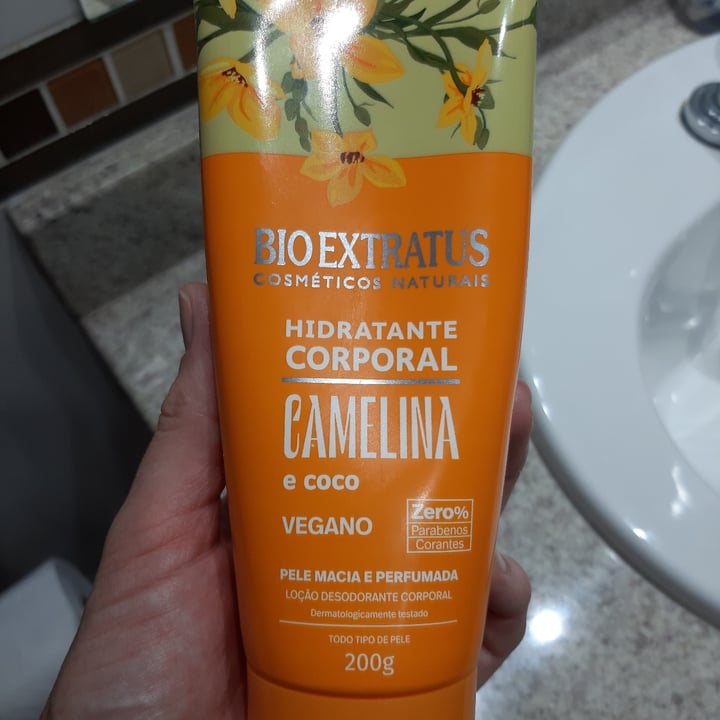 BIO EXTRATUS
COSMÉTICOS NATURAIS
HIDRATANTE
CORPORAL
CAMELINA
e coco
VEGANO
Zero%
Parabenos
Corantes
PELE MACIA E PERFUMADA
LOÇÃO DESODORANTE CORPORAL
Dermatologicamente testado
TODO TIPO DE PELE
200g